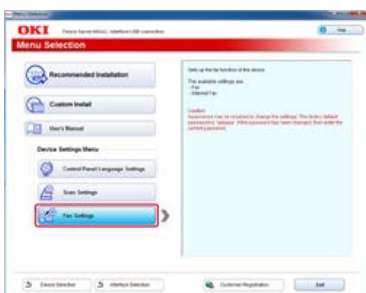 OKI
Menu Selection
Recommended Installation
Custom Install
User's Manual
Device Settings Menu
Control Panel Language Settings
Scan Settings
Fax Settings
Sets up the fax function of the device.
The available settings are:
- Fax
- Internet Fax
Caution:
Device Selection
Interface Selection
Customer Registration
Exit